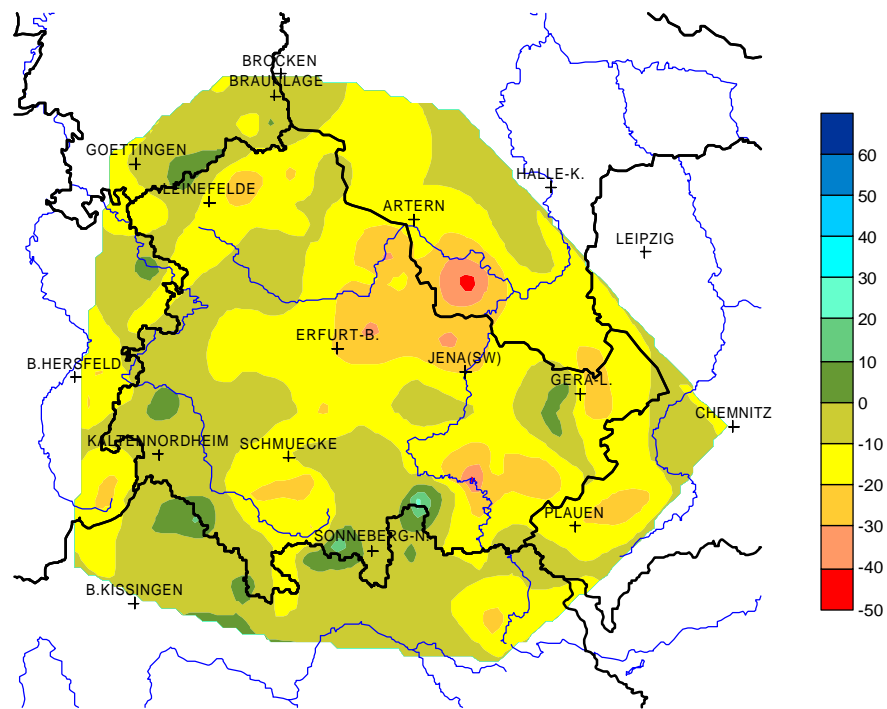 BROCKEN
BRAUNLAGE
GOETTINGEN
HALLE-K.
LEINEFELDE
ARTERN
LEIPZIG
ERFURT-B.
JENA(SW)
B.HERSFELD
GERA-L.
CHEMNITZ
KALTENNORDHEIM
SCHMUECKE
PLAUEN
SONNEBERG-N.
B.KISSINGEN
60
50
40
30
20
10
0
-10
-20
-30
-40
-50